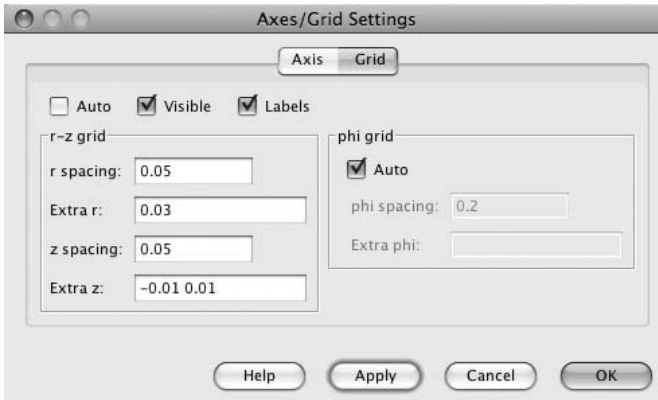 Axes/Grid Settings
Axis Grid
Auto Visible Labels
r-z grid
r spacing: 0.05
Extra r: 0.03
z spacing: 0.05
Extra z: -0.01 0.01
phi grid
Auto
phi spacing: 0.2
Extra phi:
Help Apply Cancel OK